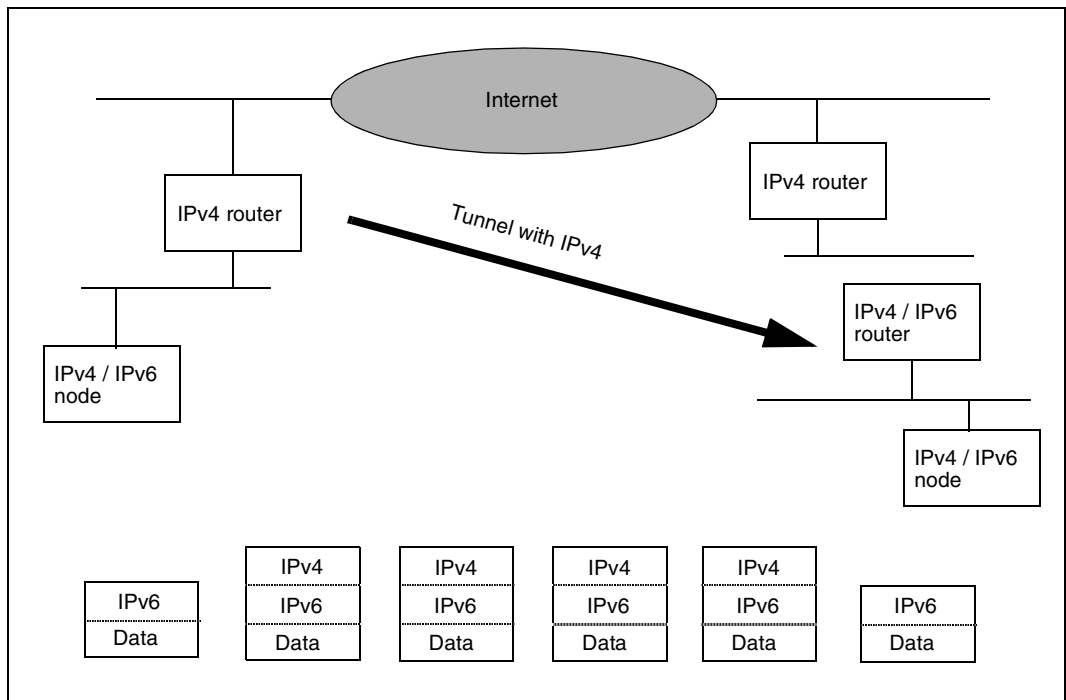 Internet
IPv4 router
IPv4 router
Tunnel with IPv4
IPv4 / IPv6
router
IPv4 / IPv6
node
IPv4 / IPv6
node
IPv6
Data
IPv4
IPv6
Data
IPv4
IPv6
Data
IPv4
IPv6
Data
IPv4
IPv6
Data
IPv6
Data